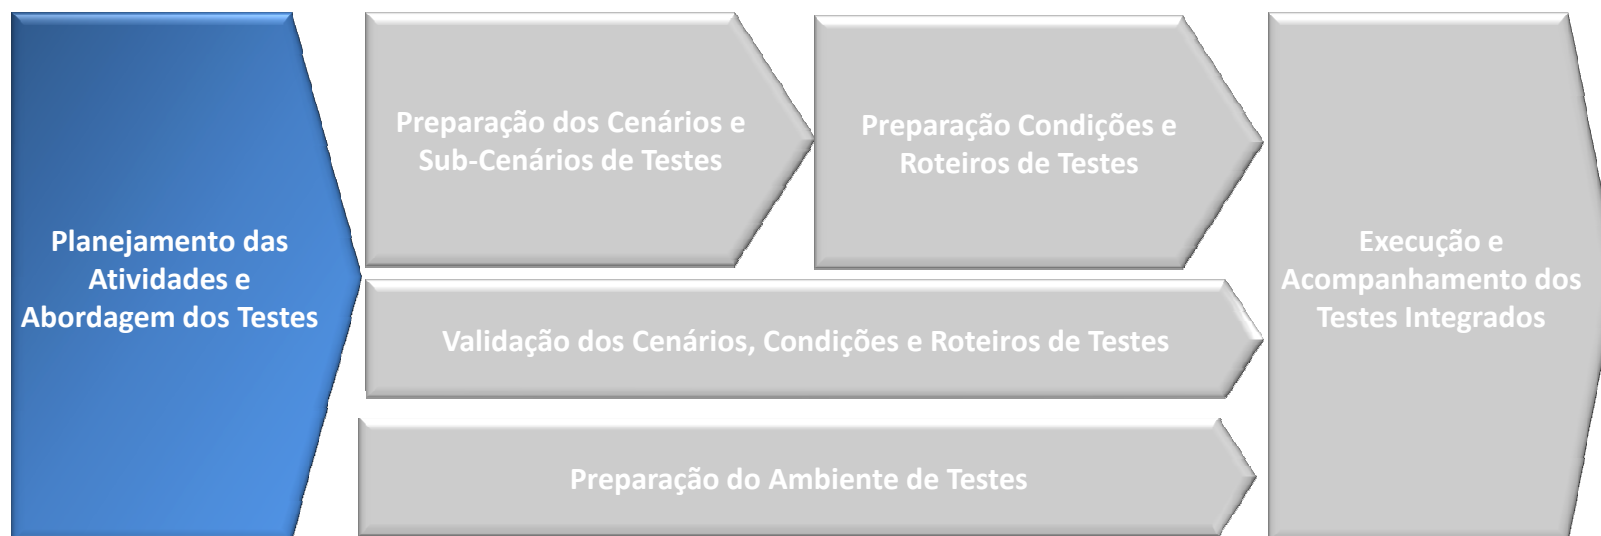 Planejamento das
Atividades e
Abordagem dos Testes
Preparação dos Cenários e
Sub-Cenários de Testes
Preparação Condições e
Roteiros de Testes
Validação dos Cenários, Condições e Roteiros de Testes
Preparação do Ambiente de Testes
Execução e
Acompanhamento dos
Testes Integrados